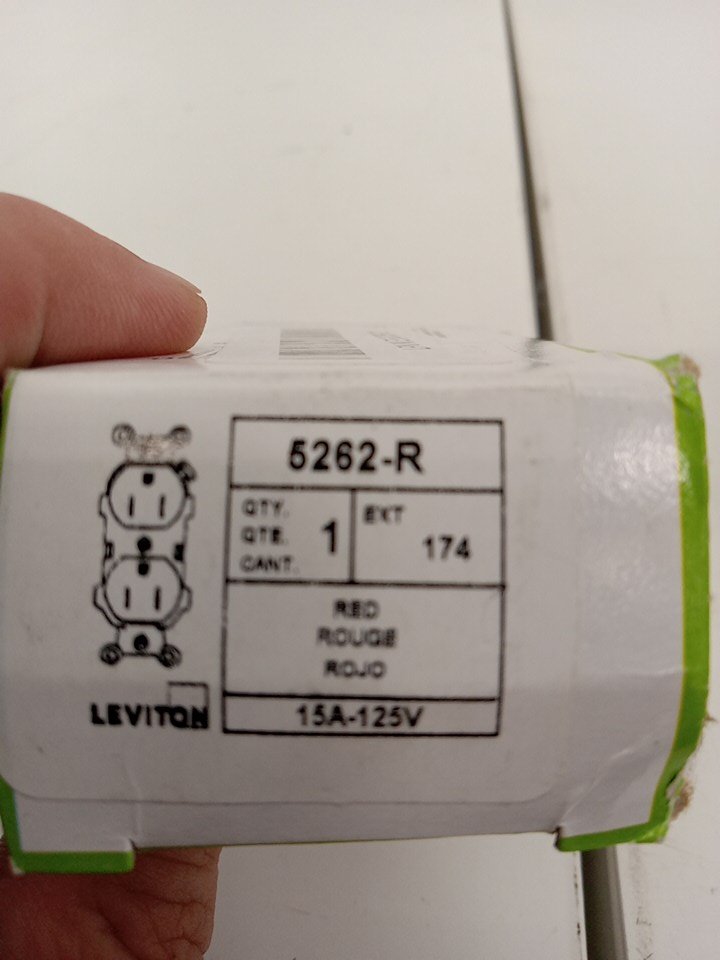 5262-R
QTY.
QTE.
CANT.
1
EXT
174
RED
ROUGE
ROJO
LEVITON
15A-125V